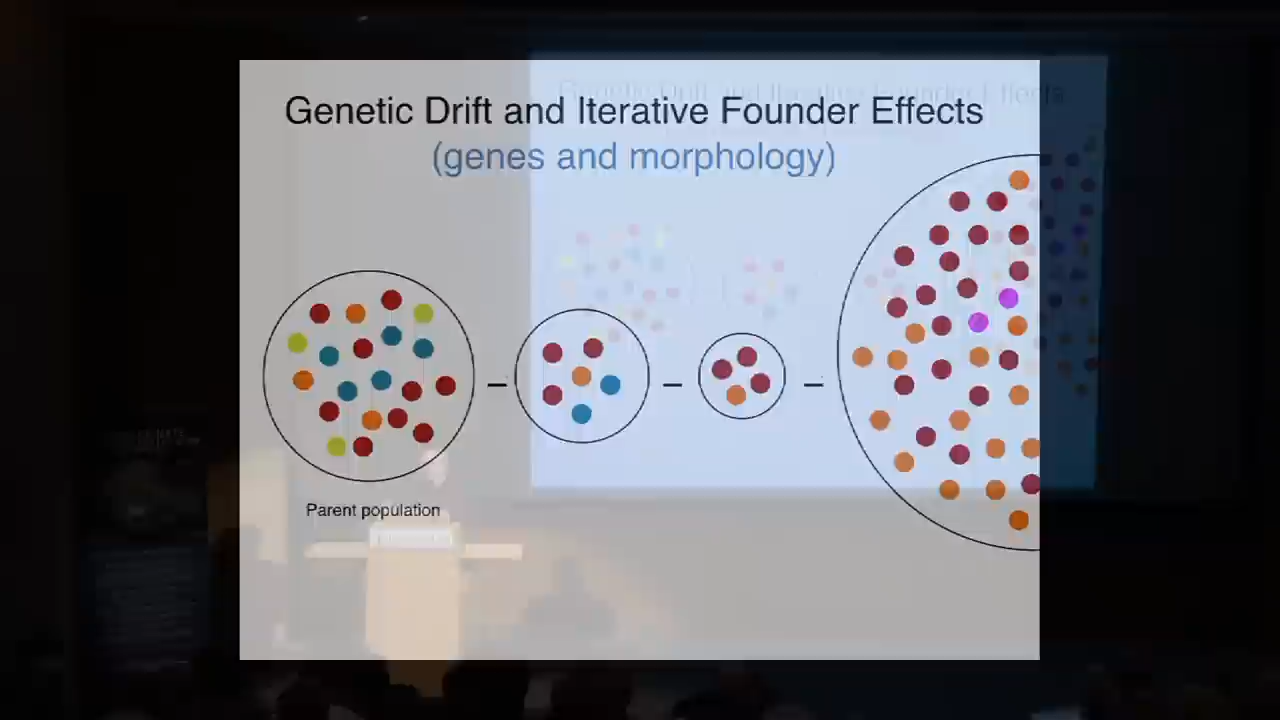 Genetic Drift and Iterative Founder Effects
(genes and morphology)
Parent population